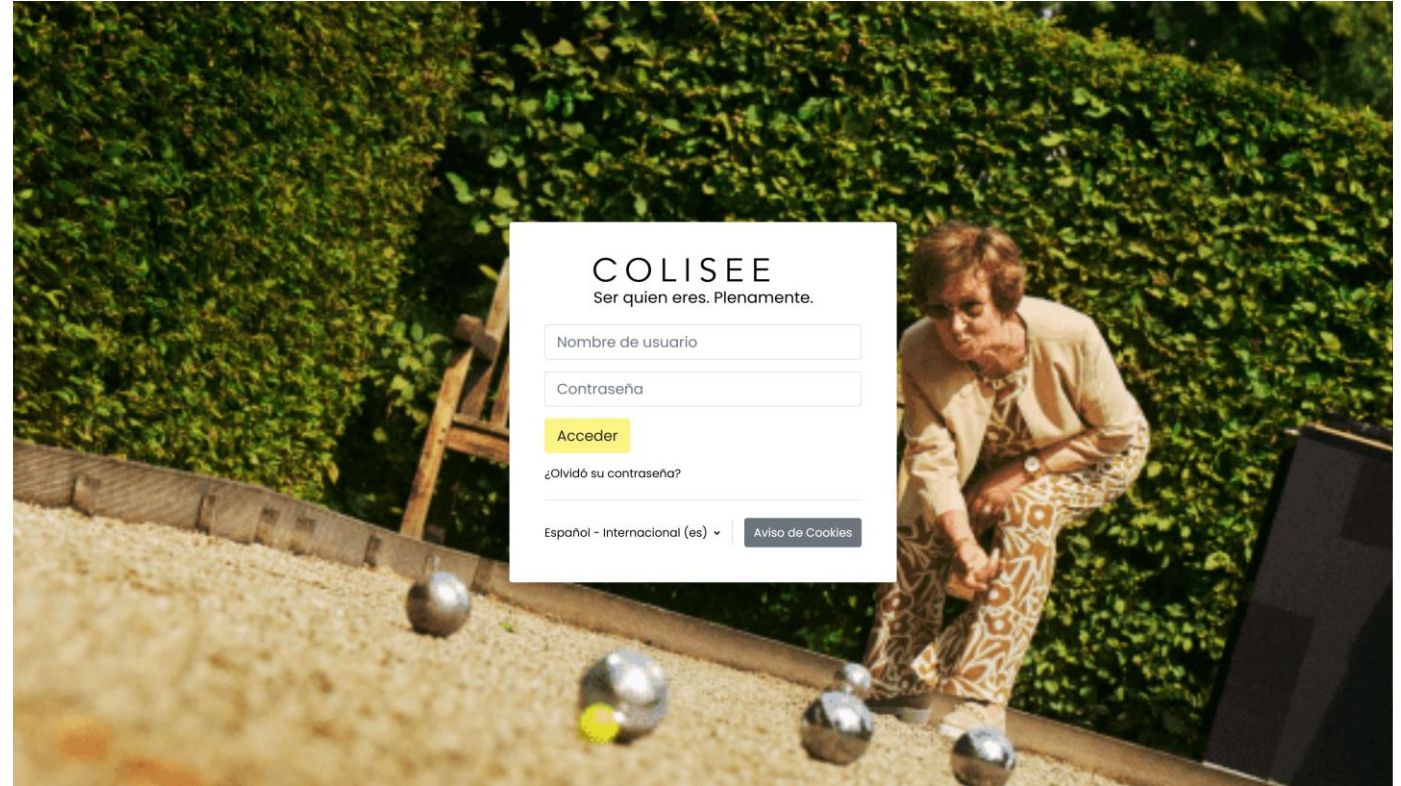 COLISEE
Ser quien eres. Plenamente.
Nombre de usuario
Contraseña
Acceder
¿Olvidó su contraseña?
Español - Internacional (es)
Aviso de Cookies